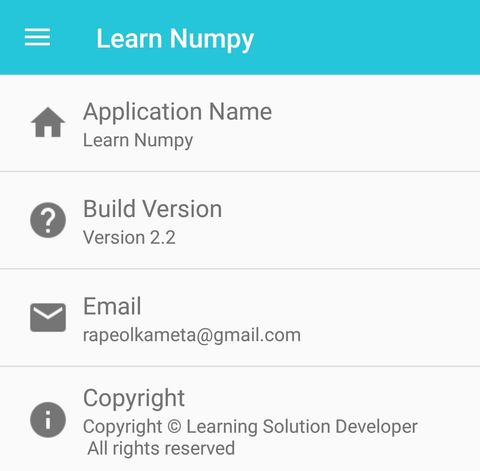 Learn Numpy
Application Name
Learn Numpy
Build Version
Version 2.2
Email
rapeolkameta@gmail.com
Copyright
Copyright © Learning Solution Developer
All rights reserved